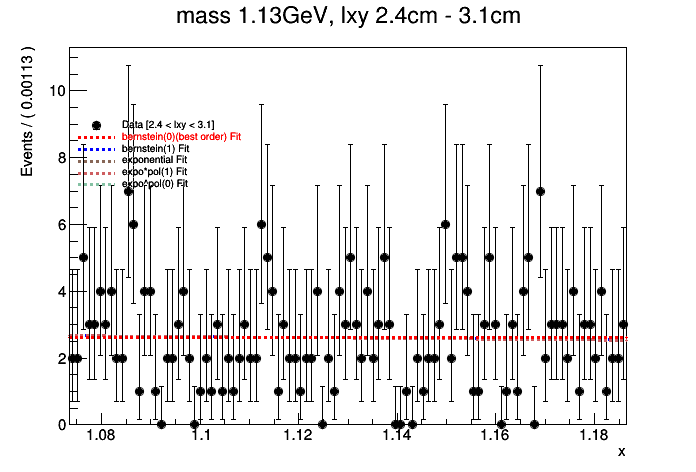 mass 1.13GeV, lxy 2.4cm - 3.1cm
Events / ( 0.00113 )
10
8
6
4
2
0
Data [2.4 < lxy < 3.1]
bernstein(0)(best order) Fit
bernstein(1) Fit
exponential Fit
expo*pol(1) Fit
expo*pol(0) Fit
1.08 1.1 1.12 1.14 1.16 1.18
x